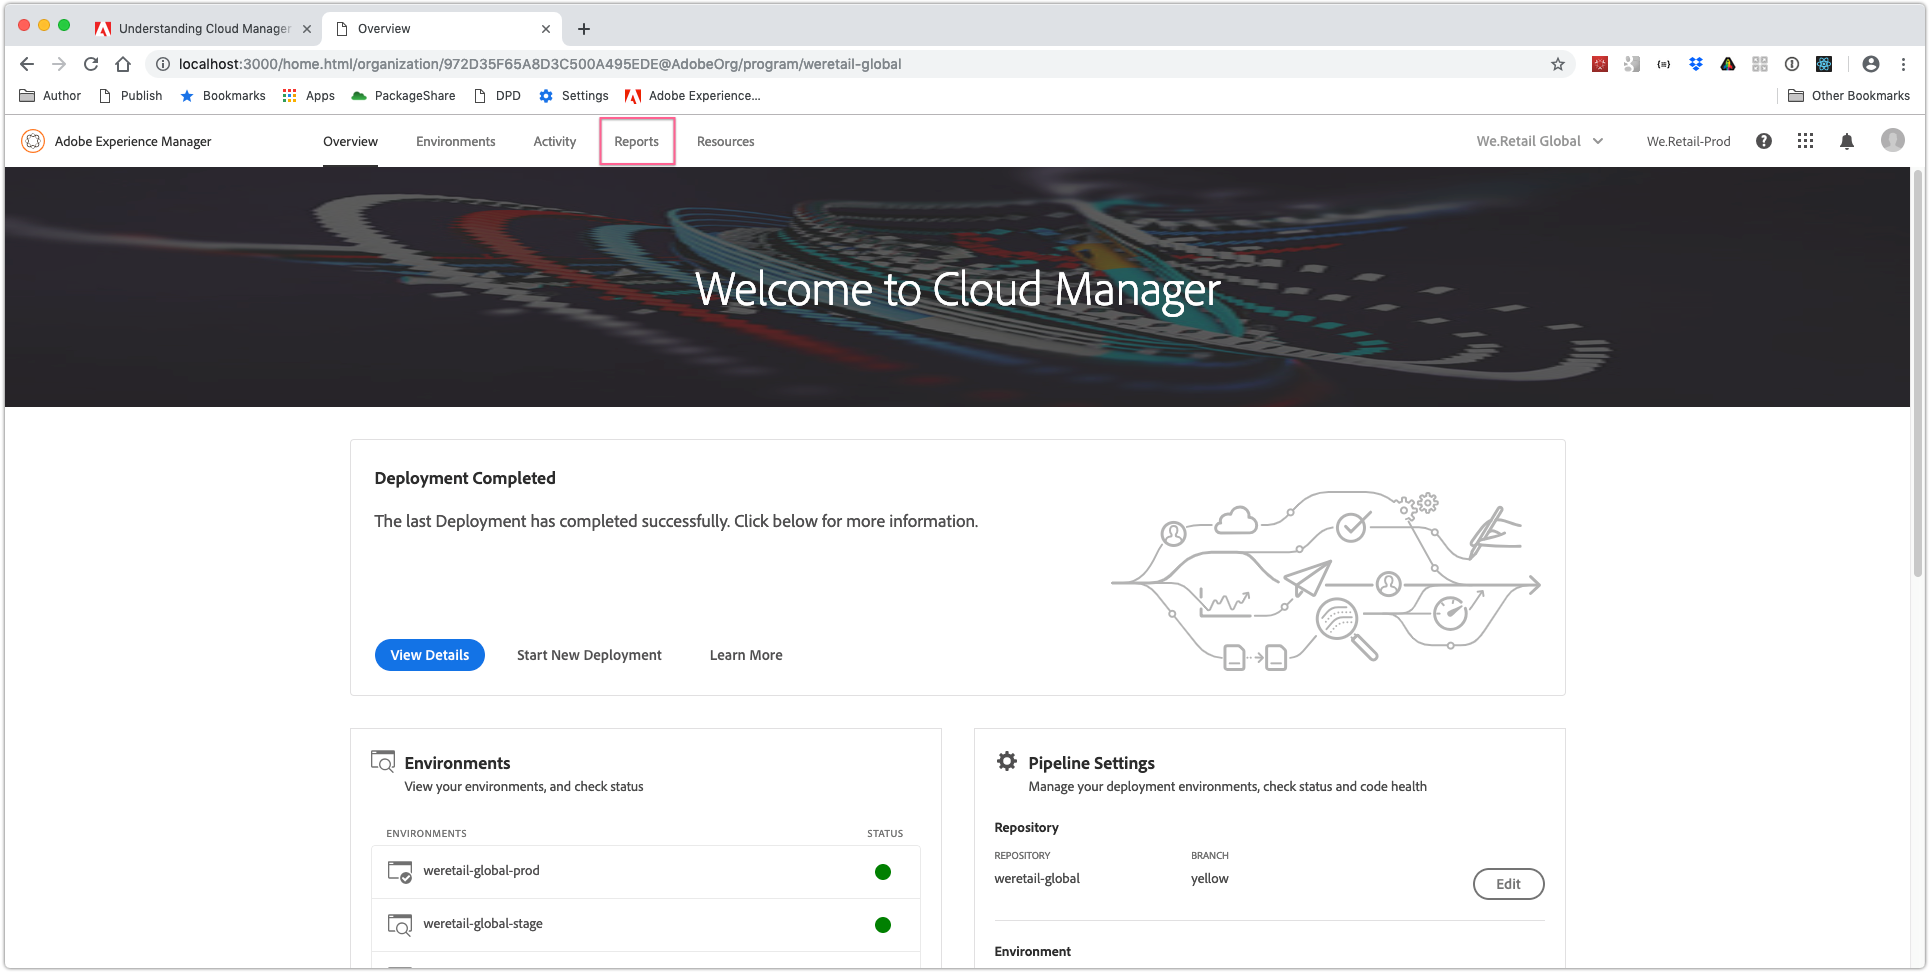 Understanding Cloud Manager
Overview
localhost:3000/home.html/organization/972D35F65A8D3C500A495EDE@AdobeOrg/program/weretail-global
Author Publish Bookmarks Apps PackageShare DPD Settings Adobe Experience... Other Bookmarks
Adobe Experience Manager Overview Environments Activity Reports Resources We.Retail Global We.Retail-Prod
Welcome to Cloud Manager
Deployment Completed
The last Deployment has completed successfully. Click below for more information.
View Details Start New Deployment Learn More
Environments
View your environments, and check status
ENVIRONMENTS STATUS
weretail-global-prod
weretail-global-stage
Pipeline Settings
Manage your deployment environments, check status and code health
Repository
REPOSITORY BRANCH
weretail-global yellow
Edit
Environment